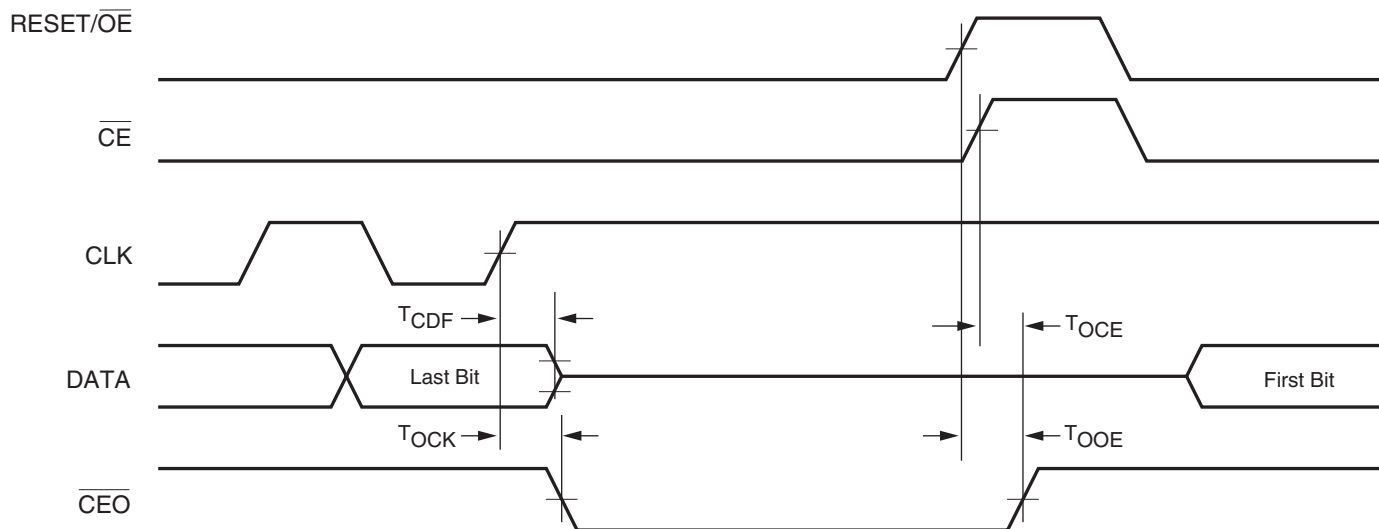 RESET/OE
CE
CLK
TCDF
TOCE
DATA
Last Bit
First Bit
TOCK
TOOE
CEO